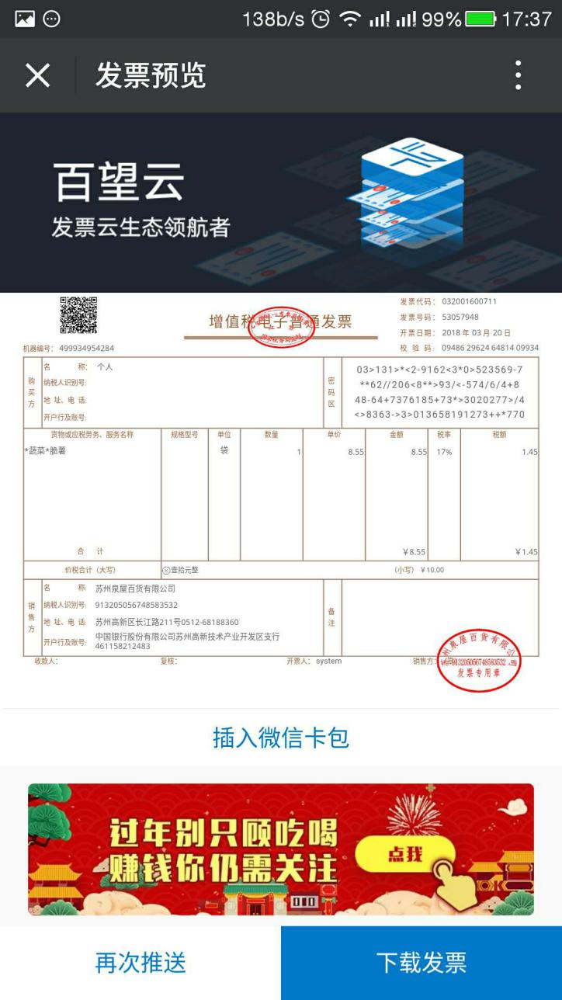 138b/s 99% 17:37
发票预览
百望云
发票云生态领航者
增值税电子普通发票
发票代码: 032001600711
发票号码: 53057948
开票日期: 2018 年 03 月 20 日
机器编号: 499934954284
校 验 码: 09486 29624 64814 09934
购买方
名 称: 个人
纳税人识别号:
地 址、电 话:
开户行及账号:
密码区
03>131>*<2-9162<3*0>523569-7
**62//206<8**>93/<-574/6/4+8
48-64+7376185+73*>3020277>/4
<>8363->3>013658191273++*770
货物或应税劳务、服务名称 规格型号 单位 数量 单价 金额 税率 税额
*蔬菜*脆薯 袋 1 8.55 8.55 17% 1.45
合 计 ￥8.55 ￥1.45
价税合计（大写） ⊗壹拾元整 （小写）￥10.00
销售方
名 称: 苏州泉屋百货有限公司
纳税人识别号: 913205056748583532
地 址、电 话: 苏州高新区长江路211号0512-68188360
开户行及账号: 中国银行股份有限公司苏州高新技术产业开发区支行
461158212483
备注
收款人: 复核: 开票人: system 销售方:
苏州泉屋百货有限公司
913205056748583532
发票专用章
插入微信卡包
过年别只顾吃喝
赚钱你仍需关注
点我
再次推送 下载发票